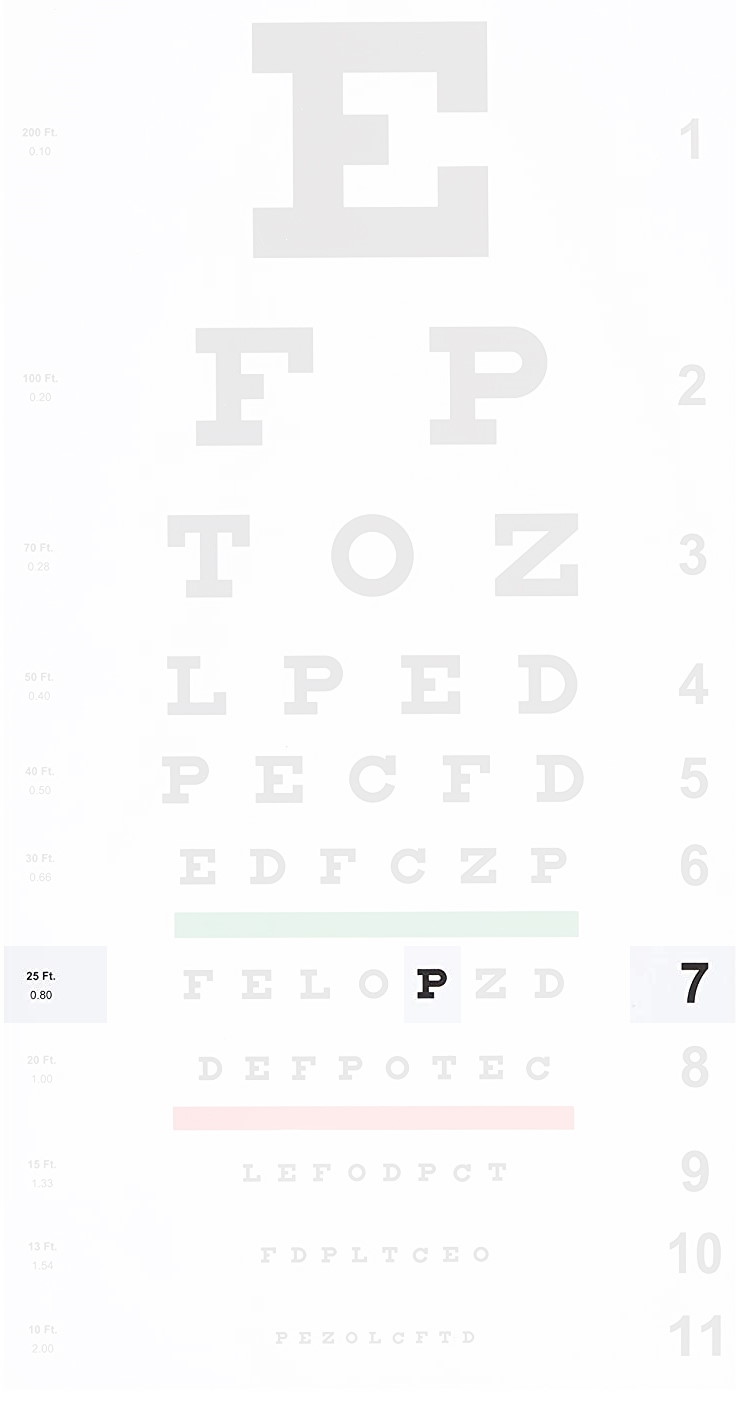 E
200 Ft.
0.10
1
F P
100 Ft.
0.20
2
T O Z
70 Ft.
0.28
3
L P E D
50 Ft.
0.40
4
P E C F D
40 Ft.
0.50
5
E D F C Z P
30 Ft.
0.66
6
F E L O P Z D
25 Ft.
0.80
7
D E F P O T E C
20 Ft.
1.00
8
L E F O D P C T
15 Ft.
1.33
9
F D P L T C E O
13 Ft.
1.54
10
P E Z O L C F T D
10 Ft.
2.00
11